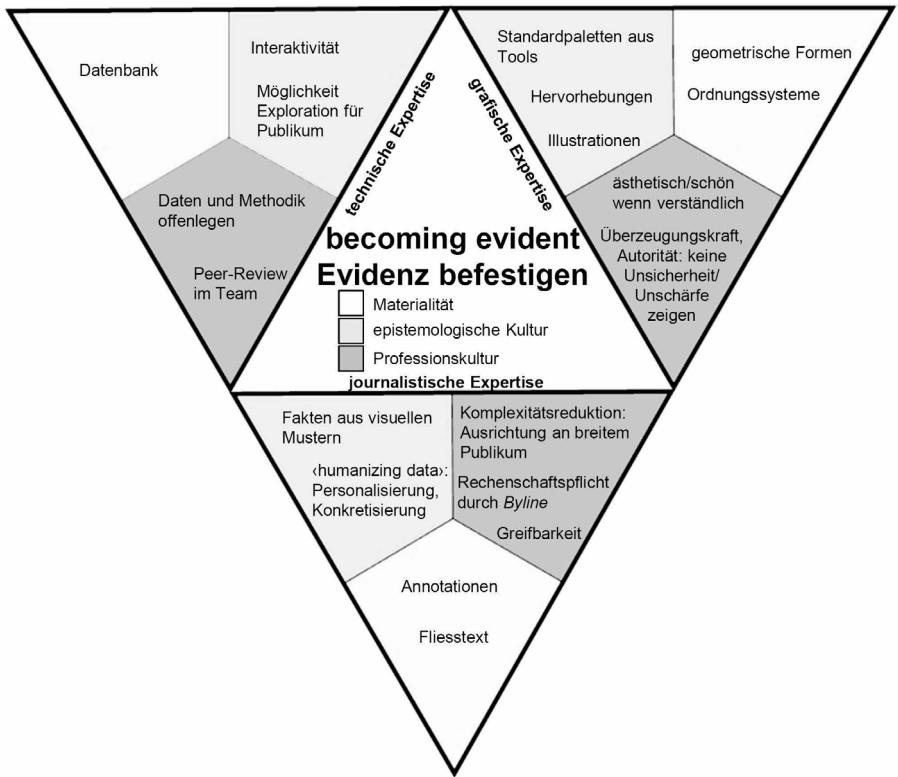 Datenbank
Interaktivität
Möglichkeit
Exploration für
Publikum
Daten und Methodik
offenlegen
Peer-Review
im Team
technische Expertise
Standardpaletten aus
Tools
Hervorhebungen
Illustrationen
geometrische Formen
Ordnungssysteme
ästhetisch/schön
wenn verständlich
Überzeugungskraft,
Autorität: keine
Unsicherheit/
Unschärfe
zeigen
grafische Expertise
becoming evident
Evidenz befestigen
Materialität
epistemologische Kultur
Professionskultur
journalistische Expertise
Fakten aus visuellen
Mustern
‹humanizing data›:
Personalisierung,
Konkretisierung
Komplexitätsreduktion:
Ausrichtung an breitem
Publikum
Rechenschaftspflicht
durch Byline
Greifbarkeit
Annotationen
Fliesstext